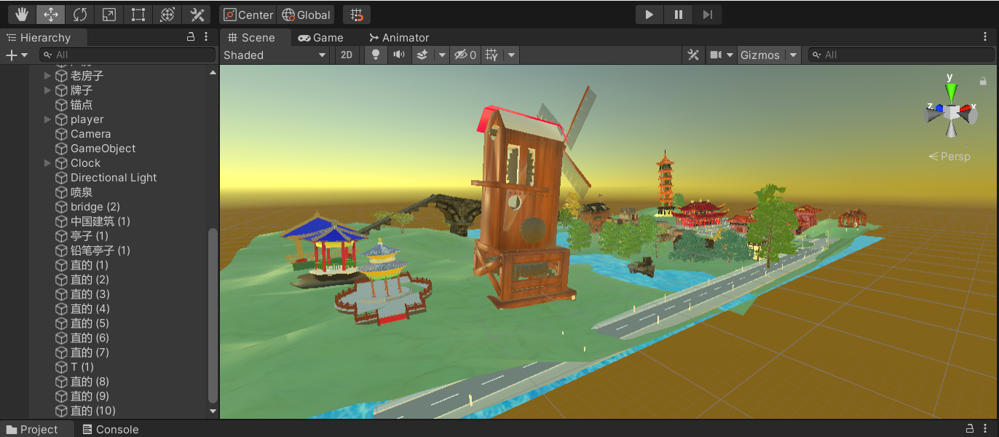 Center Global
Hierarchy
All
Scene Game Animator
Shaded 2D 0 Gizmos All
老房子
牌子
锚点
player
Camera
GameObject
Clock
Directional Light
喷泉
bridge (2)
中国建筑 (1)
亭子 (1)
铅笔亭子 (1)
直的 (1)
直的 (2)
直的 (3)
直的 (4)
直的 (5)
直的 (6)
直的 (7)
T (1)
直的 (8)
直的 (9)
直的 (10)
y
z x
Persp
Project Console